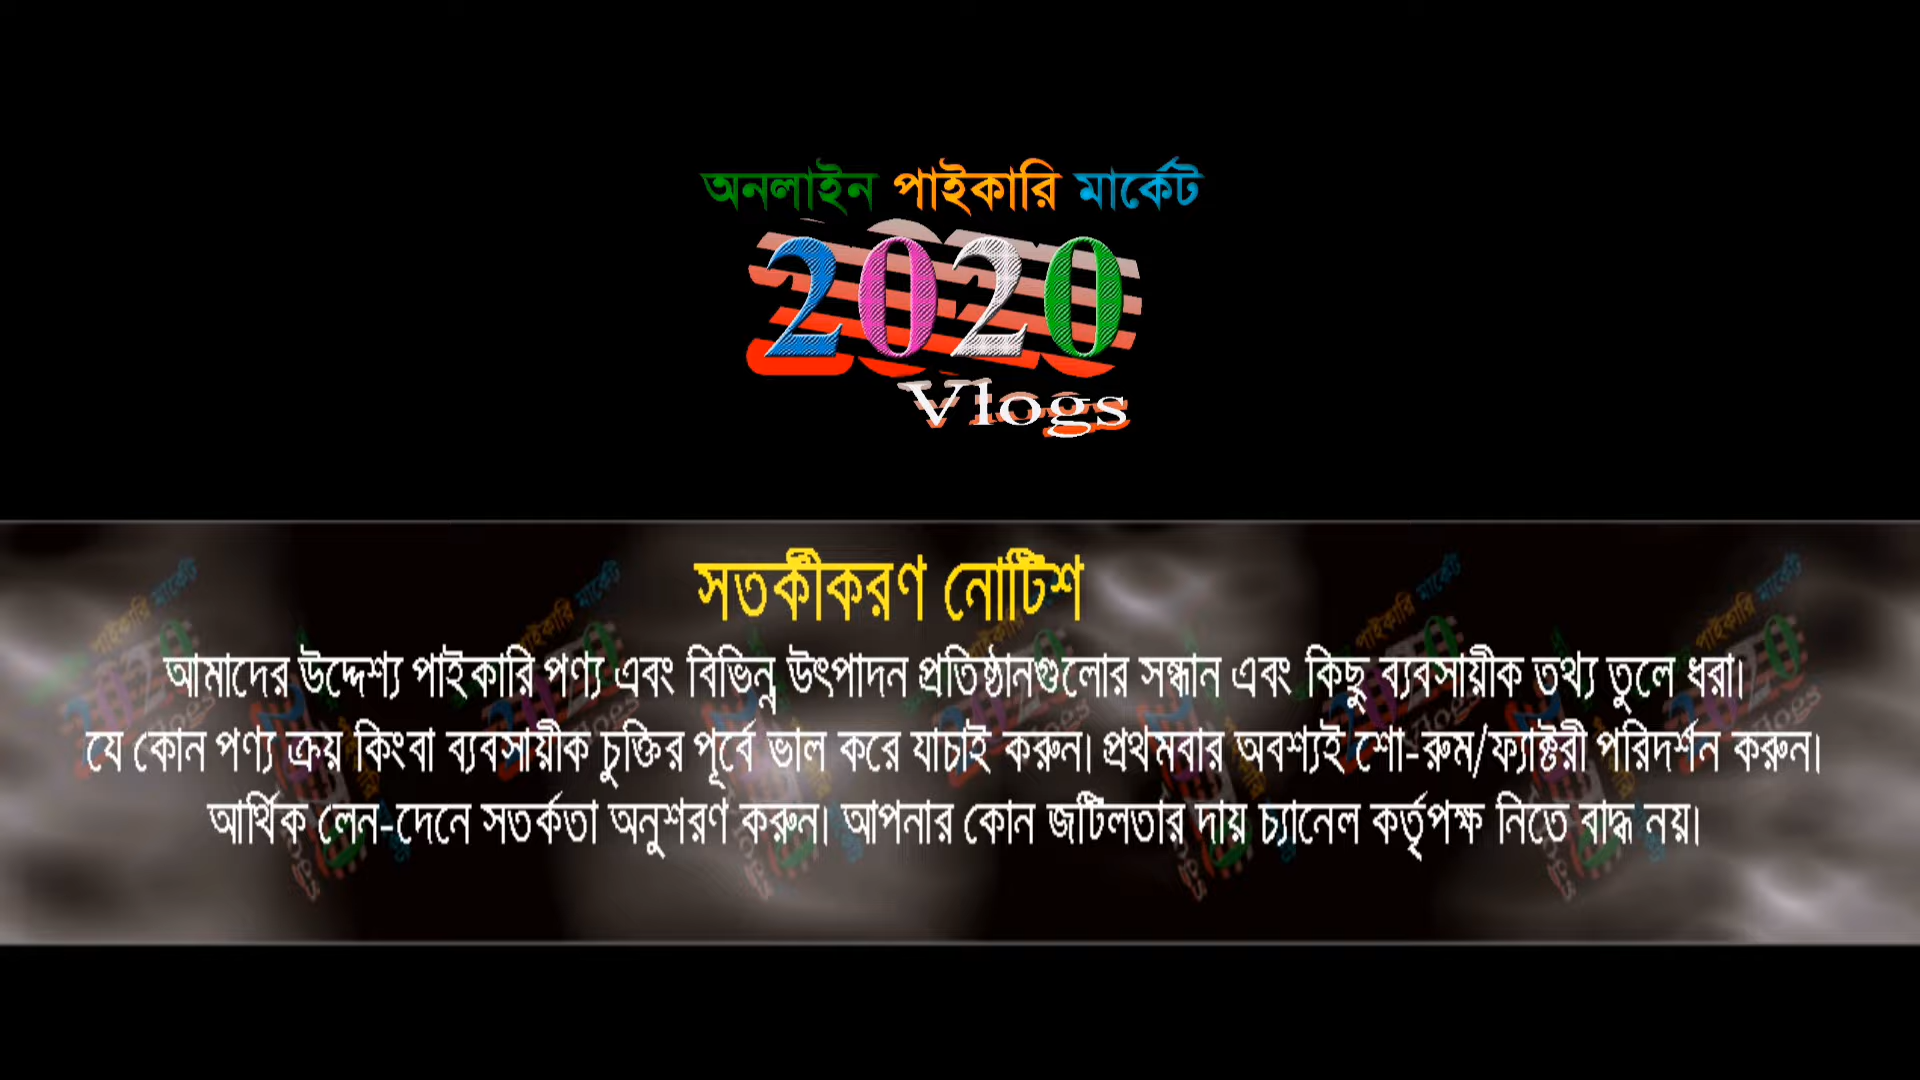 অনলাইন পাইকারি মার্কেট
2020
Vlogs
সতর্কীকরণ নোটিশ
আমাদের উদ্দেশ্য পাইকারি পণ্য এবং বিভিন্ন উৎপাদন প্রতিষ্ঠানগুলোর সন্ধান এবং কিছু ব্যবসায়ীক তথ্য তুলে ধরা।
যে কোন পণ্য ক্রয় কিংবা ব্যবসায়ীক চুক্তির পূর্বে ভাল করে যাচাই করুন। প্রথমবার অবশ্যই শো-রুম/ফ্যাক্টরী পরিদর্শন করুন।
আর্থিক লেন-দেনে সতর্কতা অনুশরণ করুন। আপনার কোন জটিলতার দায় চ্যানেল কর্তৃপক্ষ নিতে বাদ্ধ নয়।